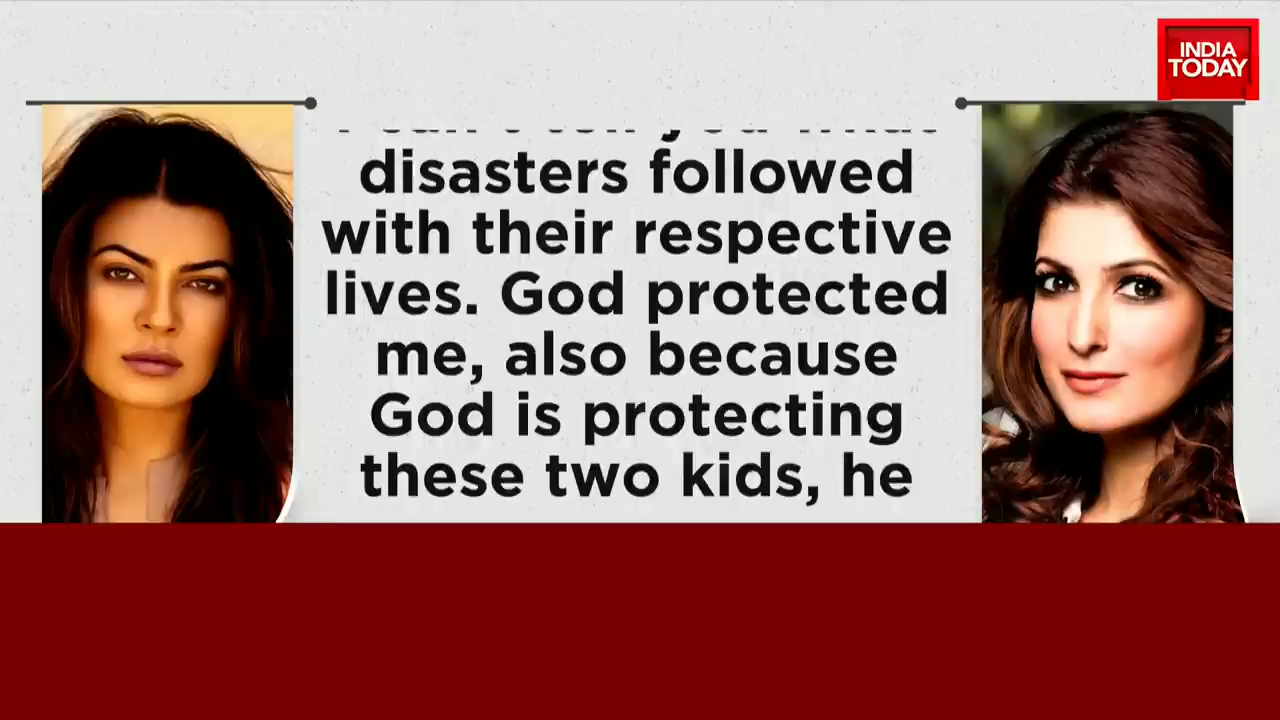 INDIA
TODAY
disasters followed
with their respective
lives. God protected
me, also because
God is protecting
these two kids, he